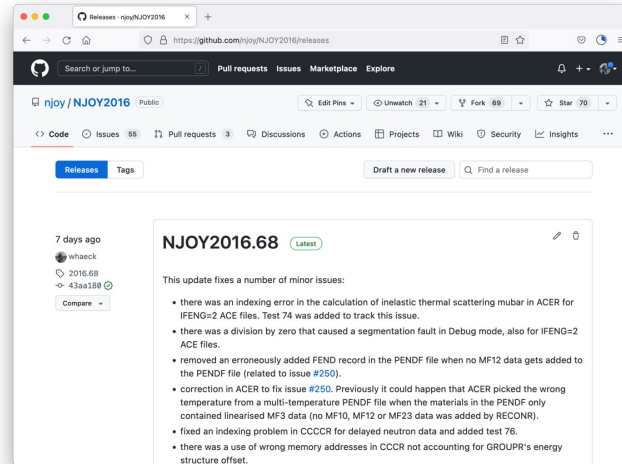 Releases · njoy/NJOY2016
https://github.com/njoy/NJOY2016/releases
Search or jump to... /
Pull requests Issues Marketplace Explore
njoy / NJOY2016 Public
Edit Pins Unwatch 21 Fork 69 Star 70
Code Issues 55 Pull requests 3 Discussions Actions Projects Wiki Security Insights
Releases Tags
Draft a new release Find a release
7 days ago
whaeck
2016.68
43aa180
Compare
NJOY2016.68 Latest
This update fixes a number of minor issues:
• there was an indexing error in the calculation of inelastic thermal scattering mubar in ACER for
IFENG=2 ACE files. Test 74 was added to track this issue.
• there was a division by zero that caused a segmentation fault in Debug mode, also for IFENG=2
ACE files.
• removed an erroneously added FEND record in the PENDF file when no MF12 data gets added to
the PENDF file (related to issue #250).
• correction in ACER to fix issue #250. Previously it could happen that ACER picked the wrong
temperature from a multi-temperature PENDF file when the materials in the PENDF only
contained linearised MF3 data (no MF10, MF12 or MF23 data was added by RECONR).
• fixed an indexing problem in CCCCR for delayed neutron data and added test 76.
• there was a use of wrong memory addresses in CCCR not accounting for GROUPR's energy
structure offset.